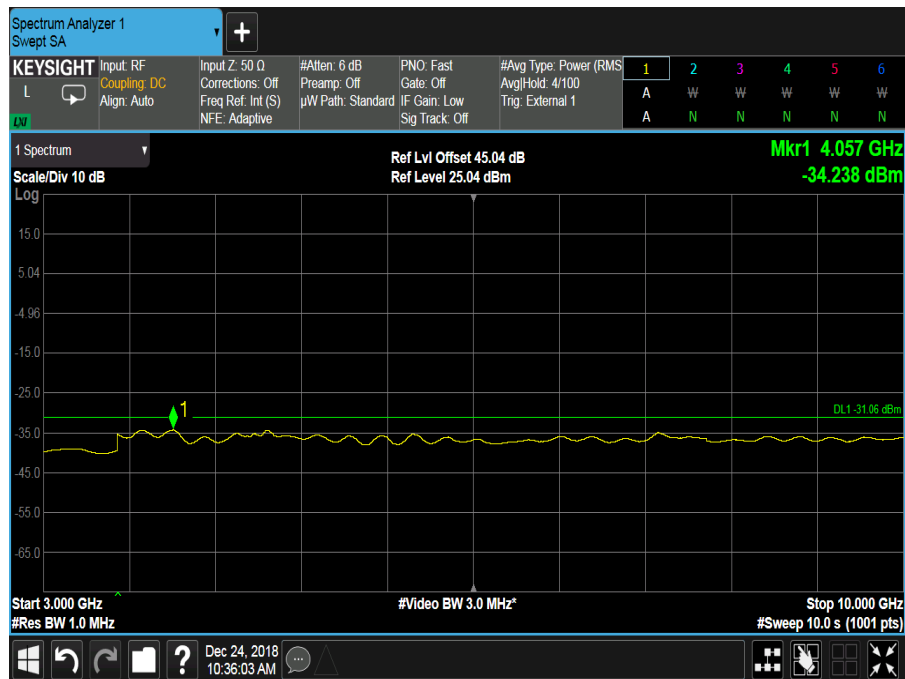 Spectrum Analyzer 1
Swept SA
+
KEYSIGHT
L
LXI
Input: RF
Coupling: DC
Align: Auto
Input Z: 50 Ω
Corrections: Off
Freq Ref: Int (S)
NFE: Adaptive
#Atten: 6 dB
Preamp: Off
µW Path: Standard
PNO: Fast
Gate: Off
IF Gain: Low
Sig Track: Off
#Avg Type: Power (RMS
Avg|Hold: 4/100
Trig: External 1
1 2 3 4 5 6
A W W W W W
A N N N N N
1 Spectrum
Scale/Div 10 dB
Ref Lvl Offset 45.04 dB
Ref Level 25.04 dBm
Mkr1 4.057 GHz
-34.238 dBm
Log
15.0
5.04
-4.96
-15.0
-25.0
1
DL1 -31.06 dBm
-35.0
-45.0
-55.0
-65.0
Start 3.000 GHz
#Res BW 1.0 MHz
#Video BW 3.0 MHz*
Stop 10.000 GHz
#Sweep 10.0 s (1001 pts)
?
Dec 24, 2018
10:36:03 AM